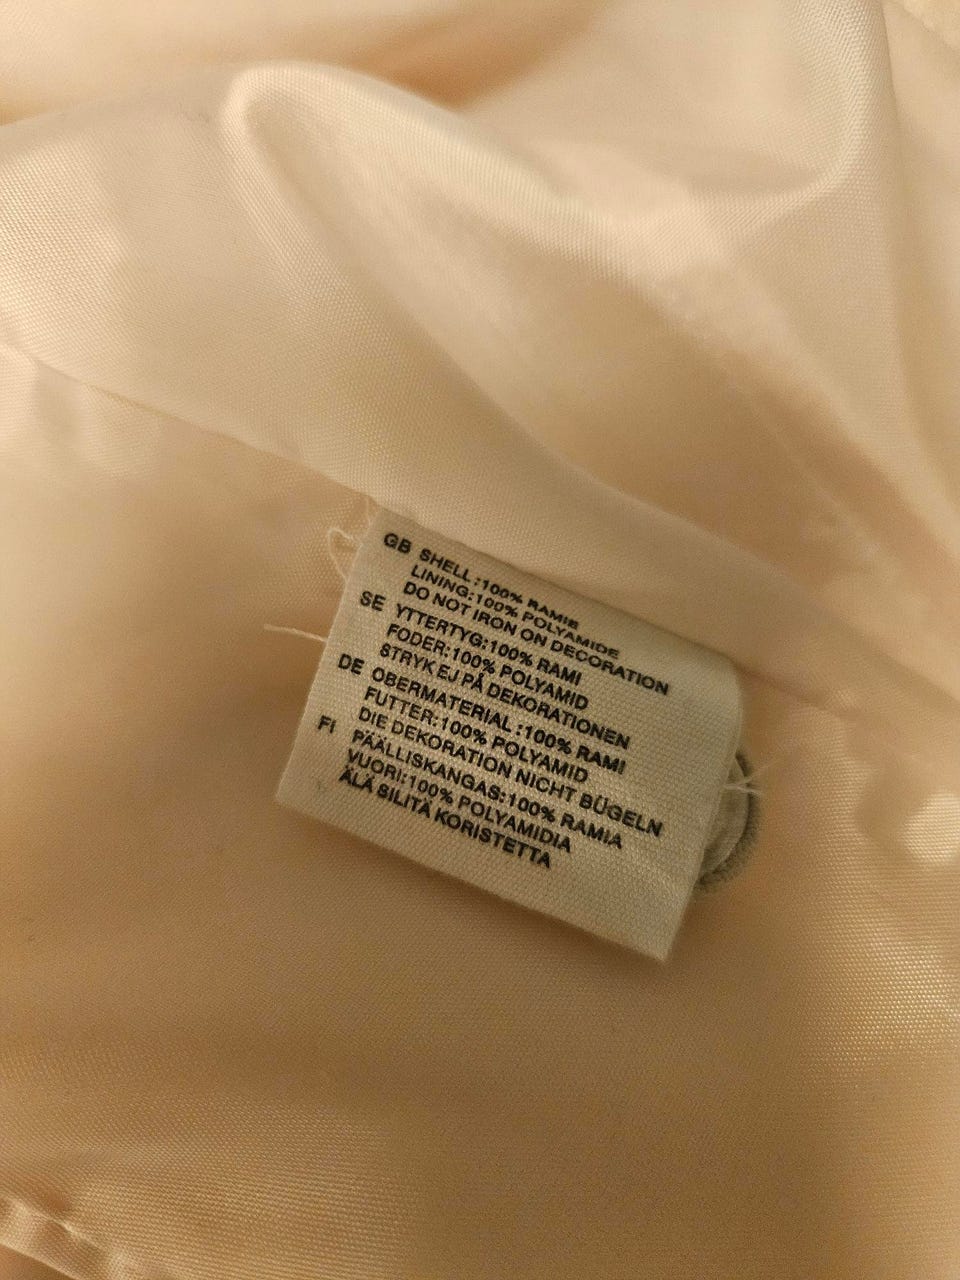 GB SHELL:100% RAMIE
LINING:100% POLYAMIDE
DO NOT IRON ON DECORATION
SE YTTERTYG:100% RAMI
FODER:100% POLYAMID
STRYK EJ PÅ DEKORATIONEN
DE OBERMATERIAL:100% RAMI
FUTTER:100% POLYAMID
DIE DEKORATION NICHT BÜGELN
FI PÄÄLLISKANGAS:100% RAMIA
VUORI:100% POLYAMIDIA
ÄLÄ SILITÄ KORISTETTA